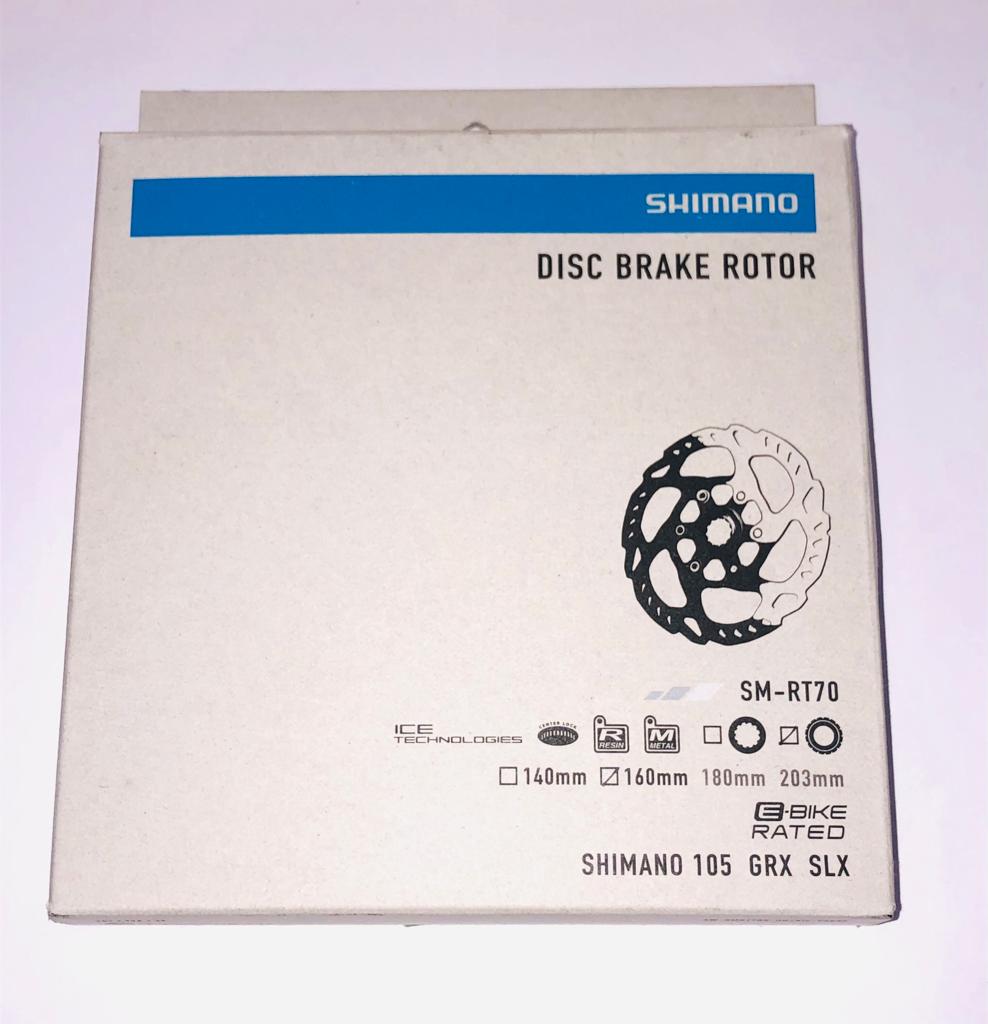 SHIMANO
DISC BRAKE ROTOR
SM-RT70
ICE
TECHNOLOGIES
CENTER LOCK
R
RESIN
M
METAL
140mm 160mm 180mm 203mm
E-BIKE
RATED
SHIMANO 105 GRX SLX